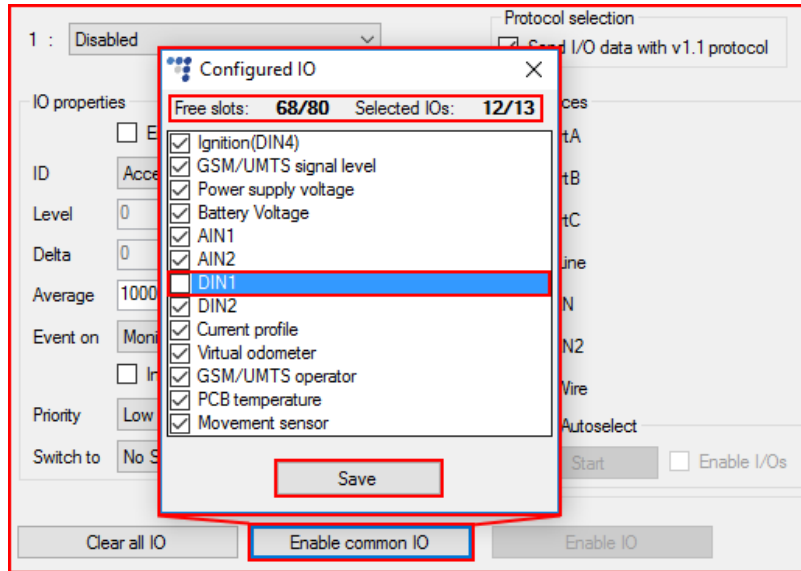 1 : Disabled
Protocol selection
Send I/O data with v1.1 protocol
Configured IO
Free slots: 68/80 Selected IOs: 12/13
Ignition(DIN4)
GSM/UMTS signal level
Power supply voltage
Battery Voltage
AIN1
AIN2
DIN1
DIN2
Current profile
Virtual odometer
GSM/UMTS operator
PCB temperature
Movement sensor
Save
IO properties
ID
Level 0
Delta 0
Average 1000
Event on
Priority Low
Switch to
Autoselect
Start Enable I/Os
Clear all IO Enable common IO Enable IO